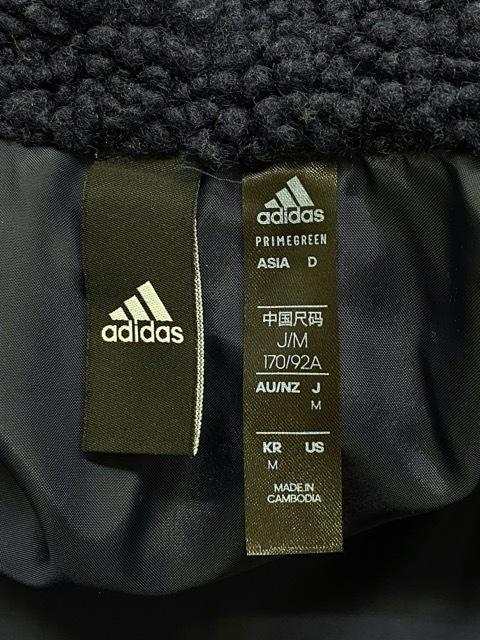 adidas
adidas
PRIMEGREEN
ASIA D
中国尺码
J/M
170/92A
AU/NZ J
M
KR US
M
MADE IN
CAMBODIA